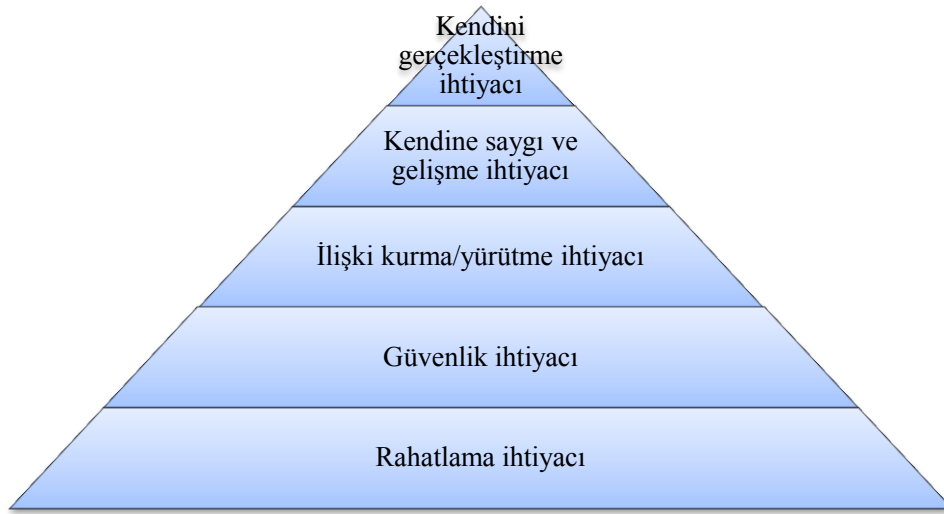 Kendini
gerçekleştirme
ihtiyacı
Kendine saygı ve
gelişme ihtiyacı
İlişki kurma/yürütme ihtiyacı
Güvenlik ihtiyacı
Rahatlama ihtiyacı